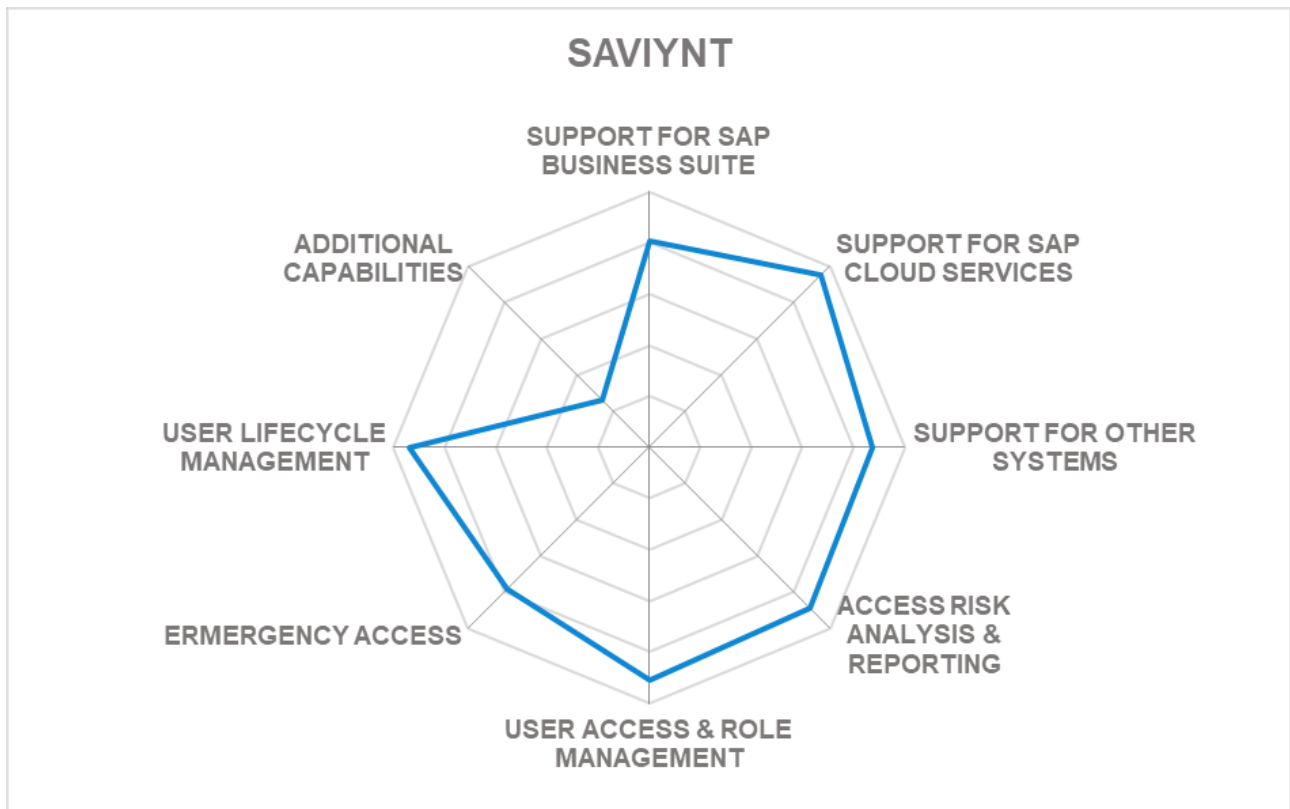 SAVIYNT
SUPPORT FOR SAP
BUSINESS SUITE
ADDITIONAL
CAPABILITIES
SUPPORT FOR SAP
CLOUD SERVICES
USER LIFECYCLE
MANAGEMENT
SUPPORT FOR OTHER
SYSTEMS
ERMERGENCY ACCESS
ACCESS RISK
ANALYSIS &
REPORTING
USER ACCESS & ROLE
MANAGEMENT